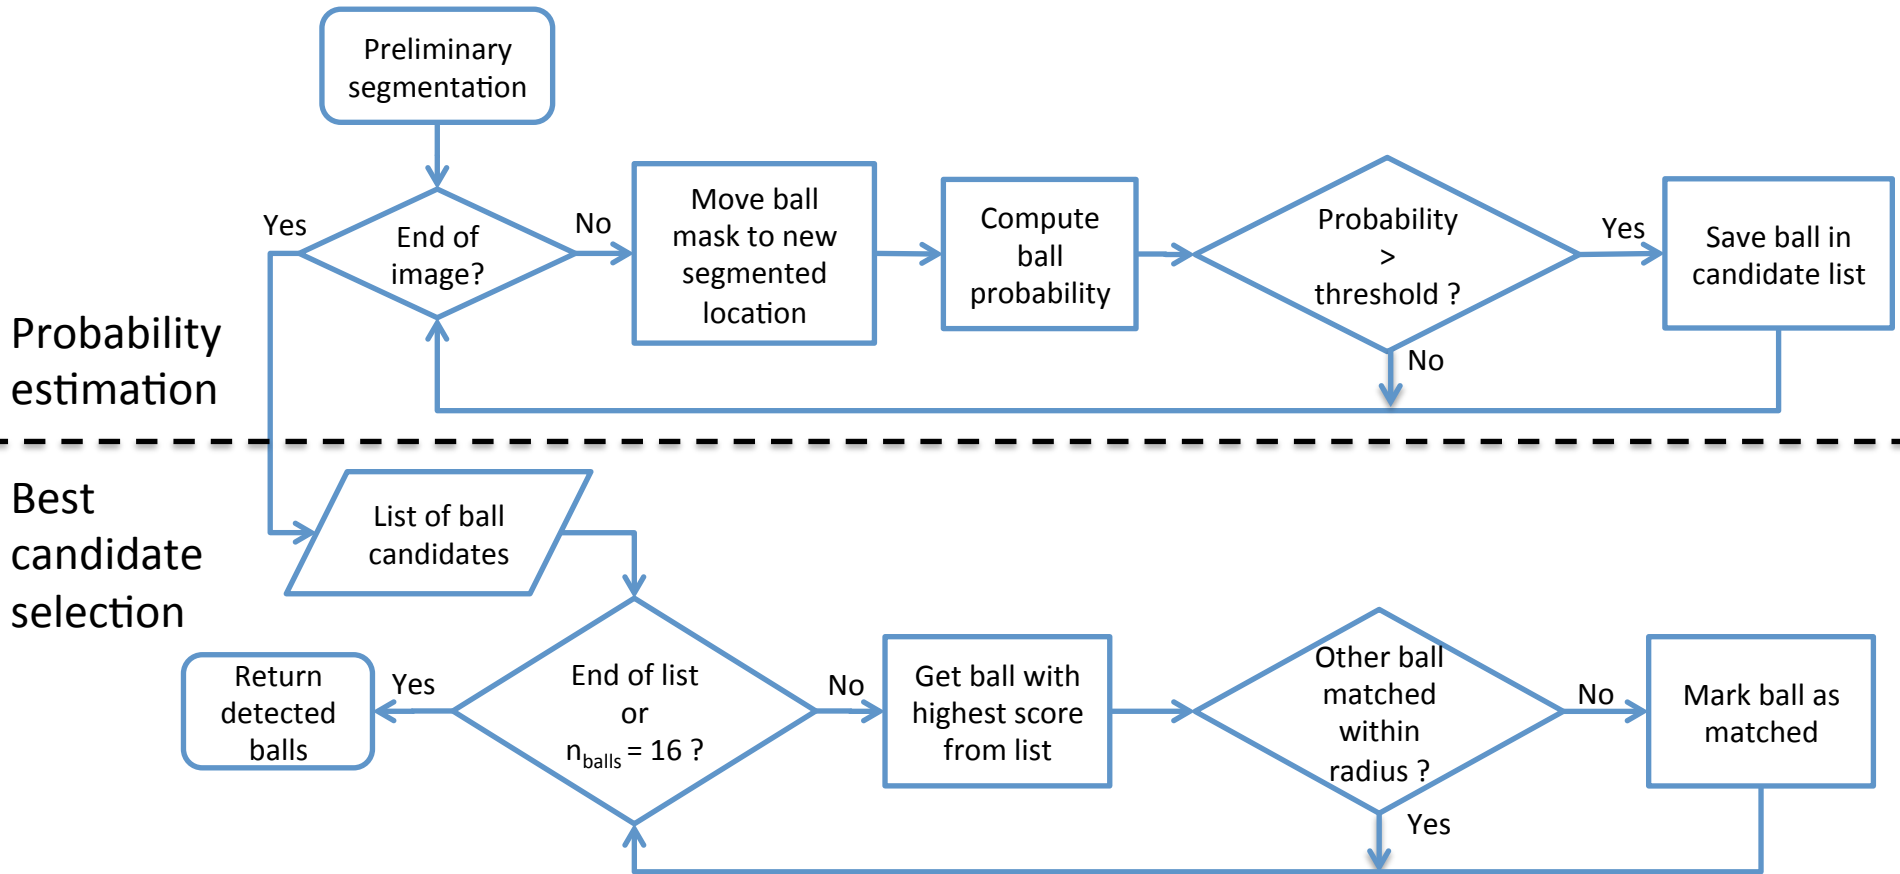 Preliminary
segmentation
Yes
End of
image?
No
Move ball
mask to new
segmented
location
Compute
ball
probability
Probability
>
threshold ?
Yes
Save ball in
candidate list
No
Probability
estimation
Best
candidate
selection
List of ball
candidates
Return
detected
balls
Yes
End of list
or
n_balls = 16 ?
No
Get ball with
highest score
from list
Other ball
matched
within
radius ?
No
Mark ball as
matched
Yes